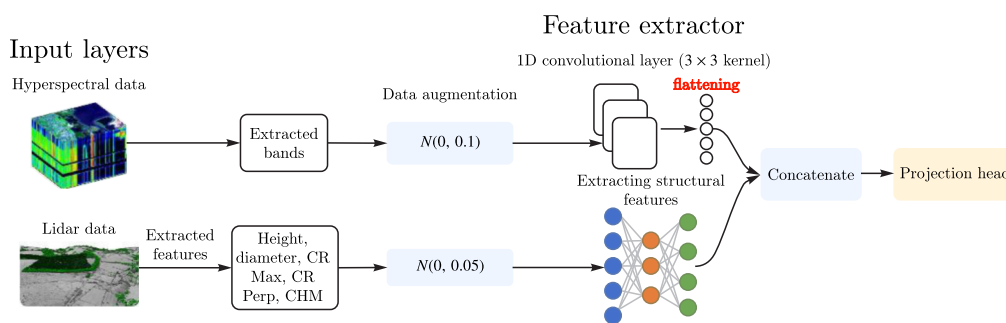 Feature extractor
Input layers
1D convolutional layer (3 × 3 kernel)
Hyperspectral data
flattening
Data augmentation
Extracted
bands
N(0, 0.1)
Concatenate
Projection head
Extracting structural
features
Lidar data
Extracted
features
Height,
diameter, CR
Max, CR
Perp, CHM
N(0, 0.05)